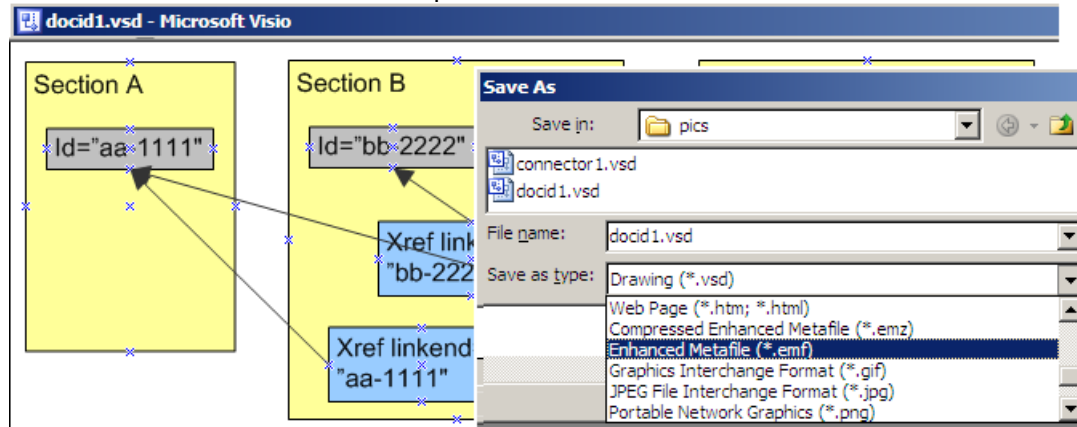 docid1.vsd - Microsoft Visio
Section A
Id="aa-1111"
Section B
Id="bb-2222"
Xref link
"bb-222
Xref linkend
"aa-1111"
Save As
Save in:
pics
connector1.vsd
docid1.vsd
File name:
docid1.vsd
Save as type:
Drawing (*.vsd)
Web Page (*.htm; *.html)
Compressed Enhanced Metafile (*.emz)
Enhanced Metafile (*.emf)
Graphics Interchange Format (*.gif)
JPEG File Interchange Format (*.jpg)
Portable Network Graphics (*.png)